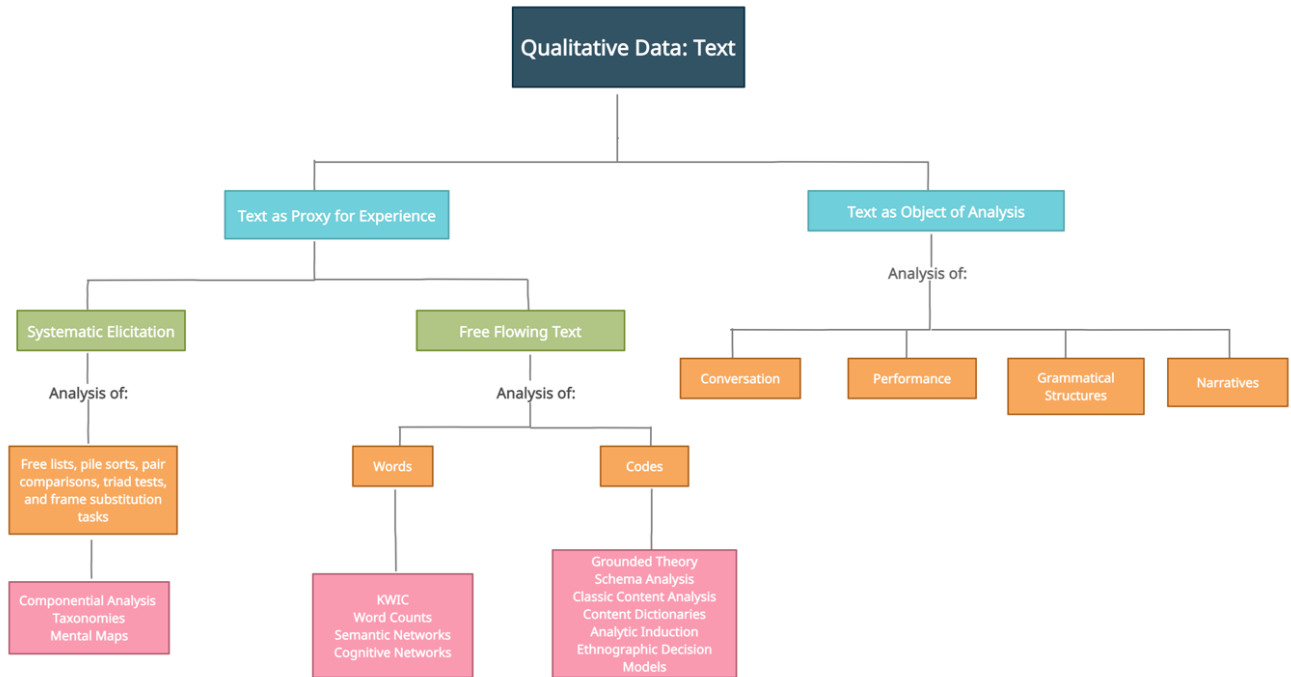 Qualitative Data: Text
Text as Proxy for Experience
Text as Object of Analysis
Analysis of:
Systematic Elicitation
Free Flowing Text
Analysis of:
Analysis of:
Conversation
Performance
Grammatical
Structures
Narratives
Free lists, pile sorts, pair
comparisons, triad tests,
and frame substitution
tasks
Words
Codes
Componential Analysis
Taxonomies
Mental Maps
KWIC
Word Counts
Semantic Networks
Cognitive Networks
Grounded Theory
Schema Analysis
Classic Content Analysis
Content Dictionaries
Analytic Induction
Ethnographic Decision
Models